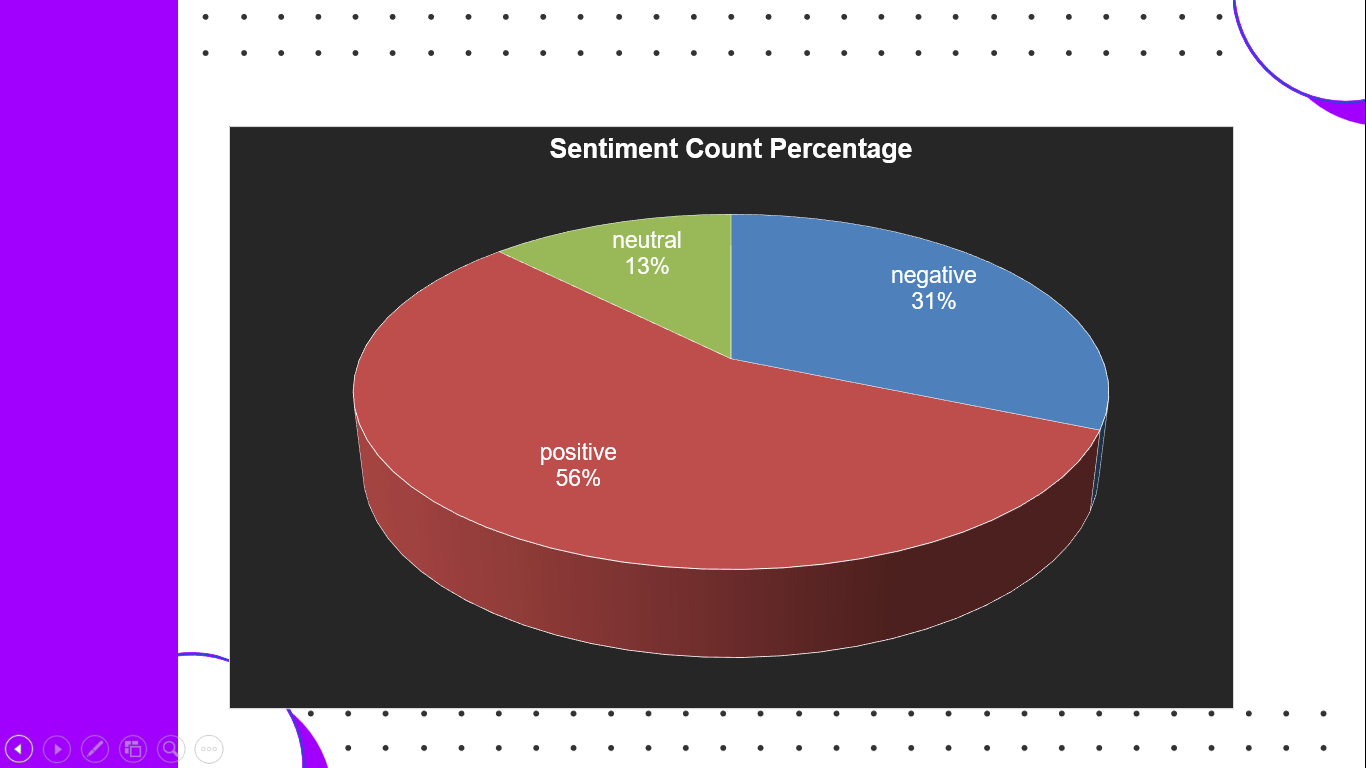 Sentiment Count Percentage
neutral
13%
negative
31%
positive
56%